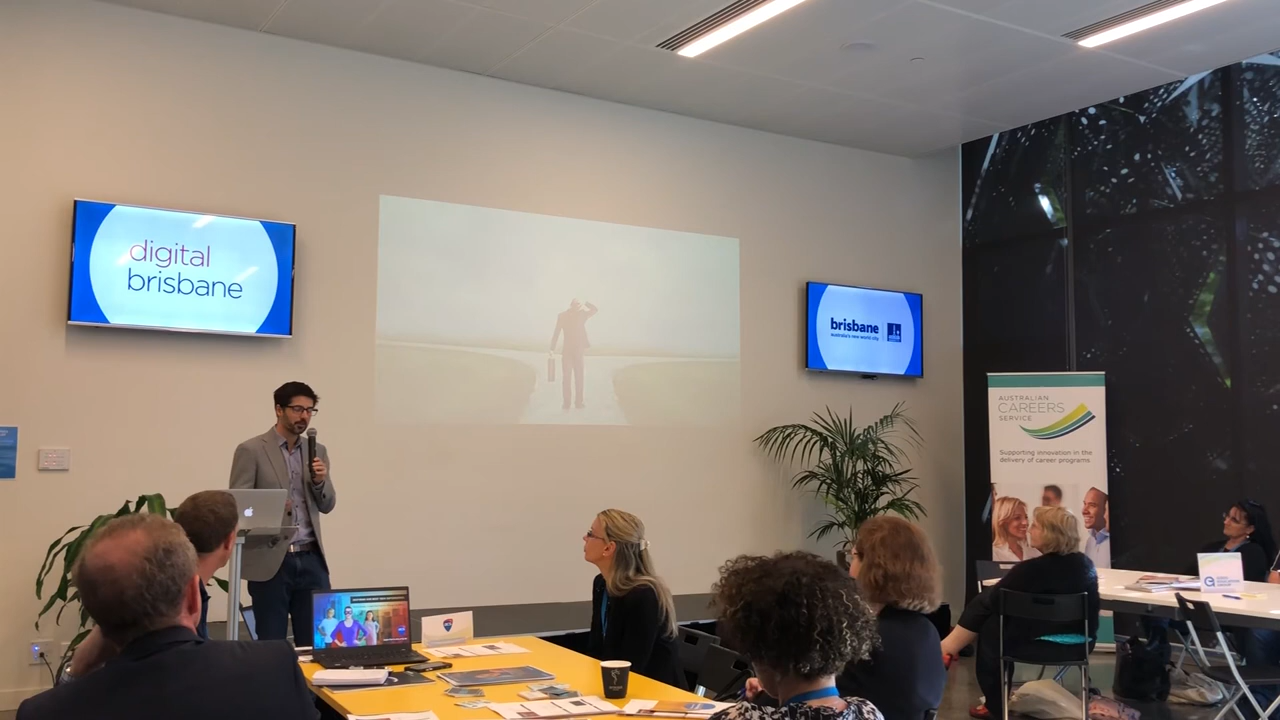 digital
brisbane
brisbane
australia's new world city
AUSTRALIAN
CAREERS
SERVICE
Supporting innovation in the
delivery of career programs